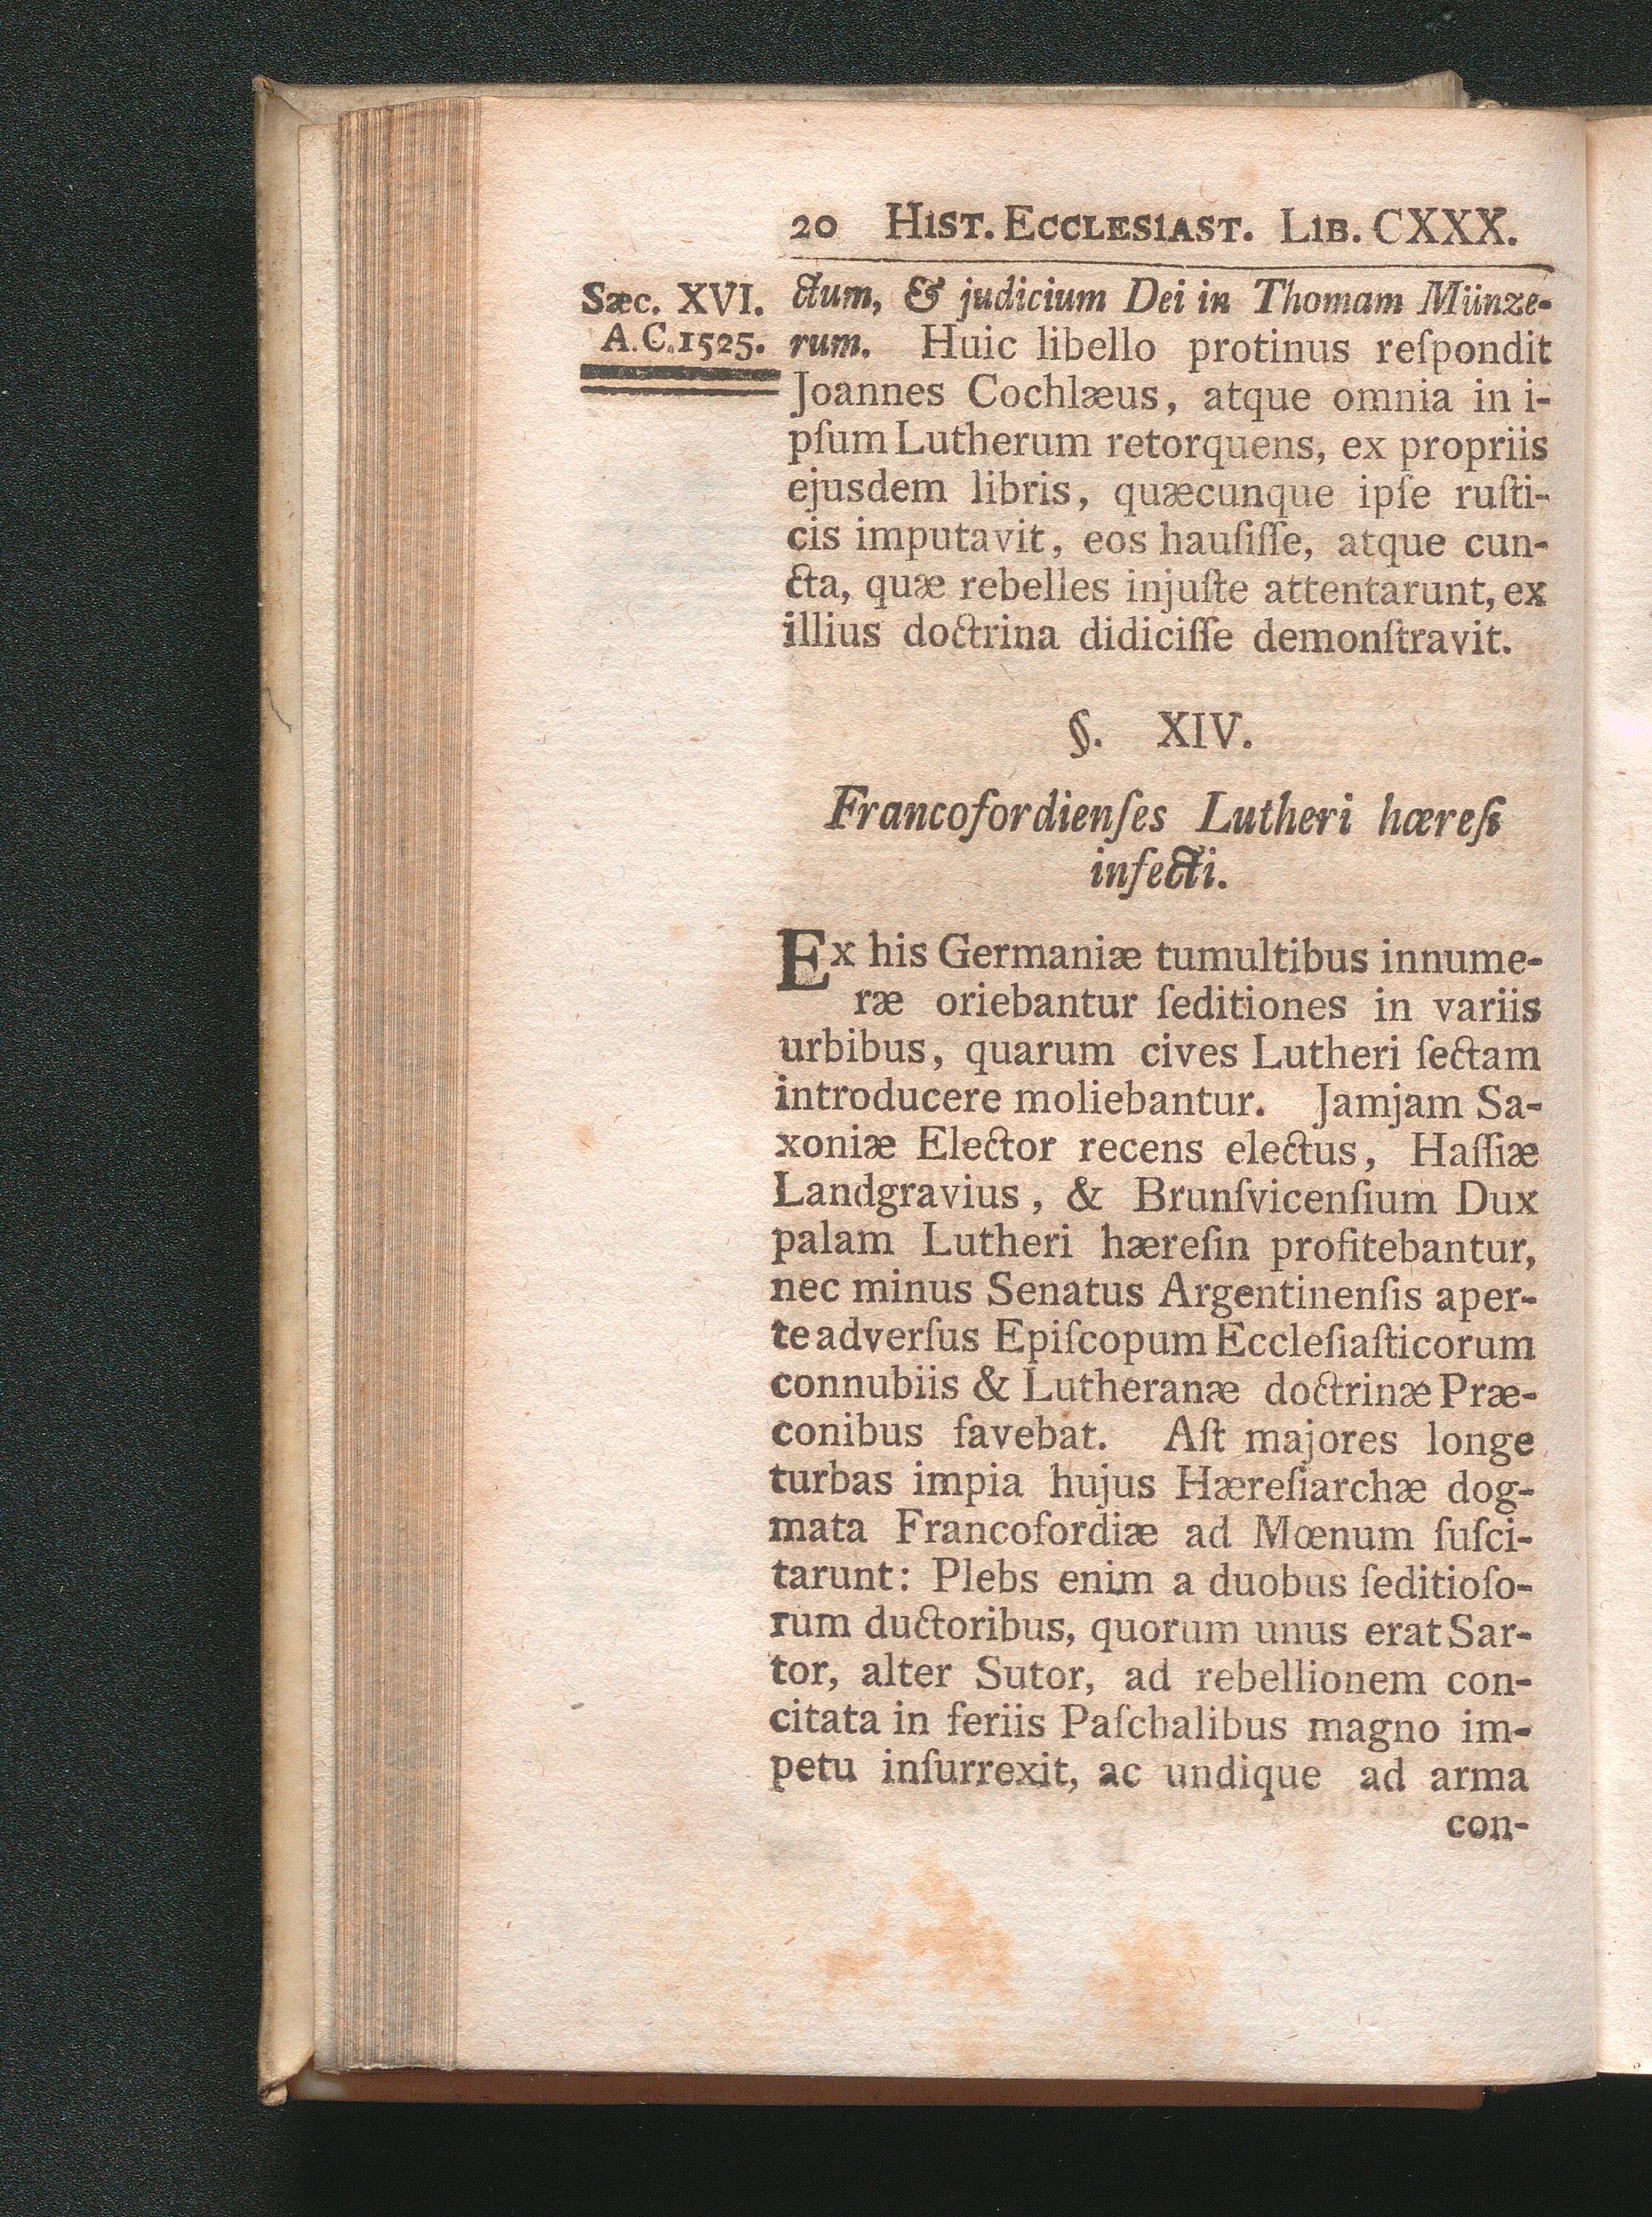 20 HIST. ECCLESIAST. LIB. CXXX.
Sæc. XVI.
A.C.1525.
ctum, & judicium Dei in Thomam Münze-
rum. Huic libello protinus reſpondit
Joannes Cochlæus, atque omnia in i-
pſum Lutherum retorquens, ex propriis
ejusdem libris, quæcunque ipſe ruſti-
cis imputavit, eos hauſiſſe, atque cun-
cta, quæ rebelles injuſte attentarunt, ex
illius doctrina didiciſſe demonſtravit.
§. XIV.
Francofordienſes Lutheri hæreſi
infecti.
Ex his Germaniæ tumultibus innume-
ræ oriebantur ſeditiones in variis
urbibus, quarum cives Lutheri ſectam
introducere moliebantur. Jamjam Sa-
xoniæ Elector recens electus, Haſſiæ
Landgravius, & Brunſvicenſium Dux
palam Lutheri hæreſin profitebantur,
nec minus Senatus Argentinenſis aper-
te adverſus Epiſcopum Eccleſiaſticorum
connubiis & Lutheranæ doctrinæ Præ-
conibus favebat. Aſt majores longe
turbas impia hujus Hæreſiarchæ dog-
mata Francofordiæ ad Mœnum ſuſci-
tarunt: Plebs enim a duobus ſeditioſo-
rum ductoribus, quorum unus erat Sar-
tor, alter Sutor, ad rebellionem con-
citata in feriis Paſchalibus magno im-
petu inſurrexit, ac undique ad arma
con-